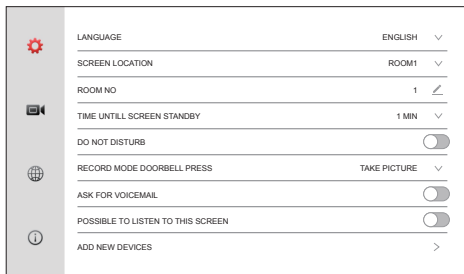 LANGUAGE ENGLISH
SCREEN LOCATION ROOM1
ROOM NO 1
TIME UNTILL SCREEN STANDBY 1 MIN
DO NOT DISTURB
RECORD MODE DOORBELL PRESS TAKE PICTURE
ASK FOR VOICEMAIL
POSSIBLE TO LISTEN TO THIS SCREEN
ADD NEW DEVICES